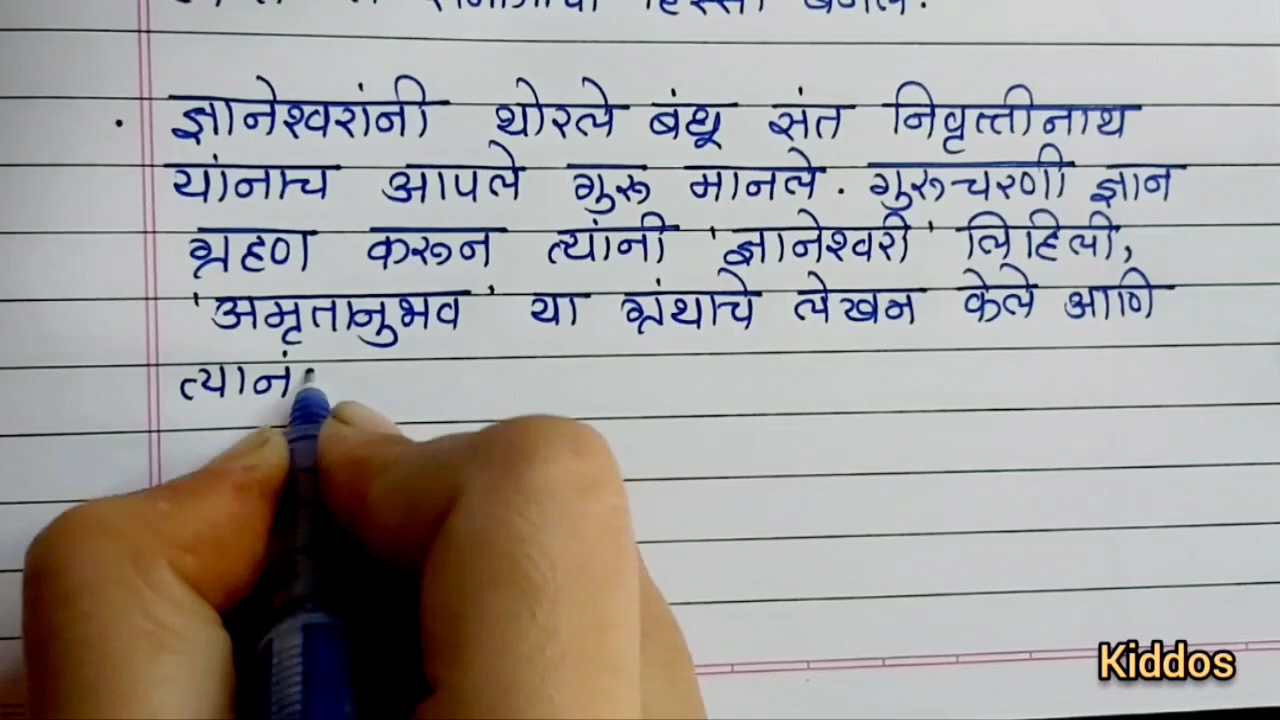 ज्ञानेश्वरांनी थोरले बंधू संत निवृत्तीनाथ
यांनाच आपले गुरू मानले. गुरूचरणी ज्ञान
ग्रहण करून त्यांनी 'ज्ञानेश्वरी' लिहिली,
'अमृतानुभव' या ग्रंथाचे लेखन केले आणि
त्यानं
Kiddos